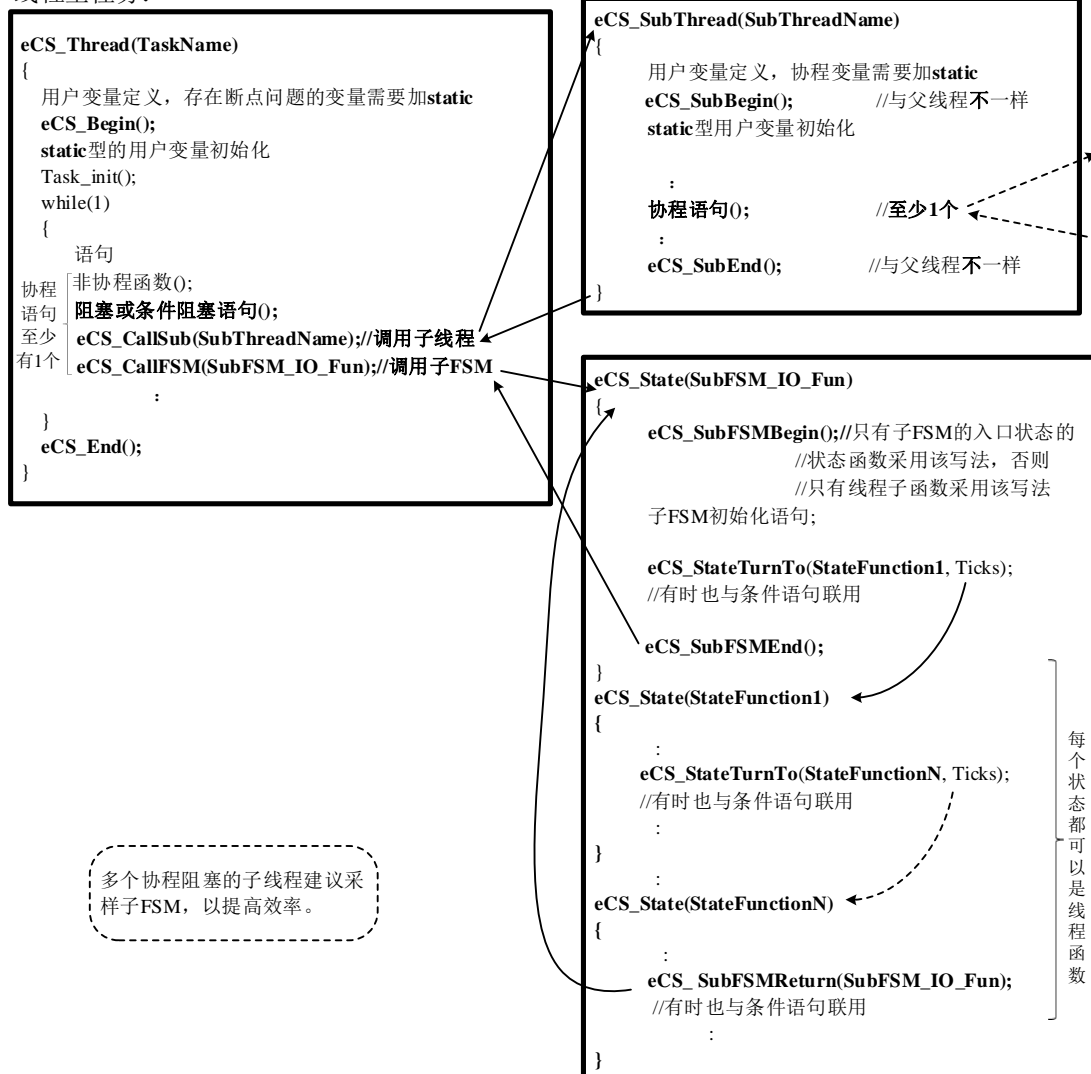 eCS_Thread(TaskName)
{
用户变量定义，存在断点问题的变量需要加static
eCS_Begin();
static型的用户变量初始化
Task_init();
while(1)
{
语句
非协程函数();
阻塞或条件阻塞语句();
eCS_CallSub(SubThreadName);//调用子线程
eCS_CallFSM(SubFSM_IO_Fun);//调用子FSM
:
}
eCS_End();
}
协程
语句
至少
有1个
eCS_SubThread(SubThreadName)
{
用户变量定义，协程变量需要加static
eCS_SubBegin(); //与父线程不一样
static型用户变量初始化
:
协程语句(); //至少1个
:
eCS_SubEnd(); //与父线程不一样
}
eCS_State(SubFSM_IO_Fun)
{
eCS_SubFSMBegin();//只有子FSM的入口状态的
//状态函数采用该写法，否则
//只有线程子函数采用该写法
子FSM初始化语句;
eCS_StateTurnTo(StateFunction1, Ticks);
//有时也与条件语句联用
eCS_SubFSMEnd();
}
eCS_State(StateFunction1)
{
:
eCS_StateTurnTo(StateFunctionN, Ticks);
//有时也与条件语句联用
:
}
:
eCS_State(StateFunctionN)
{
:
eCS_ SubFSMReturn(SubFSM_IO_Fun);
//有时也与条件语句联用
:
}
每个状态都可以是线程函数
多个协程阻塞的子线程建议采
样子FSM，以提高效率。